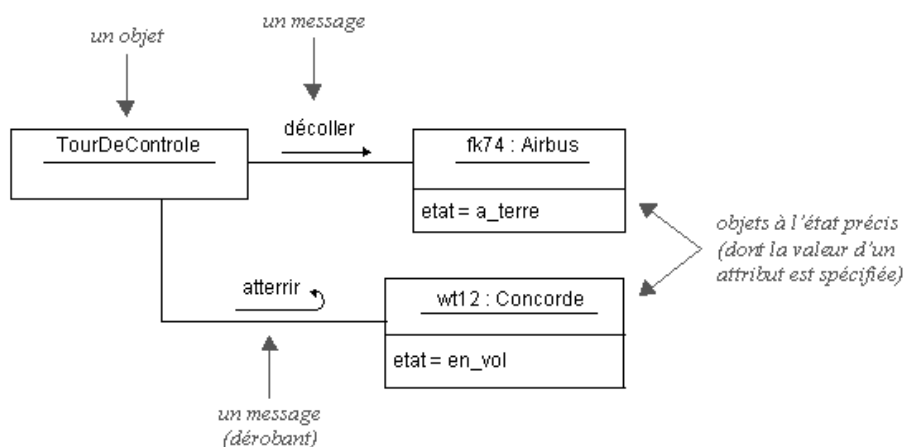 un message
un objet
décoller
TourDeControle
fk74 : Airbus
etat = a_terre
objets à l'état précis
(dont la valeur d'un
attribut est spécifiée)
atterrir
wt12 : Concorde
etat = en_vol
un message
(dérobant)